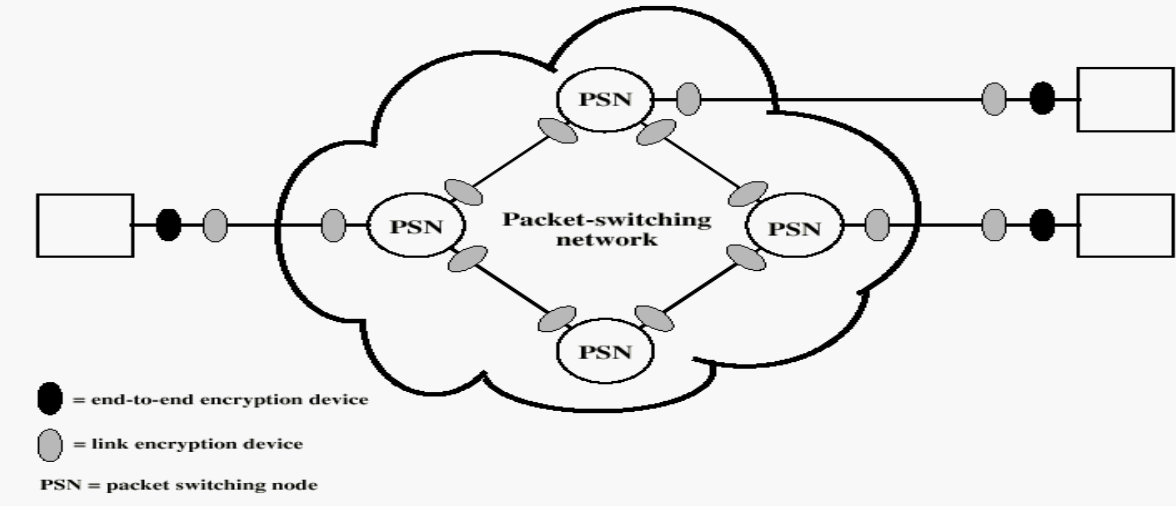 PSN
PSN
Packet-switching
network
PSN
PSN
= end-to-end encryption device
= link encryption device
PSN = packet switching node